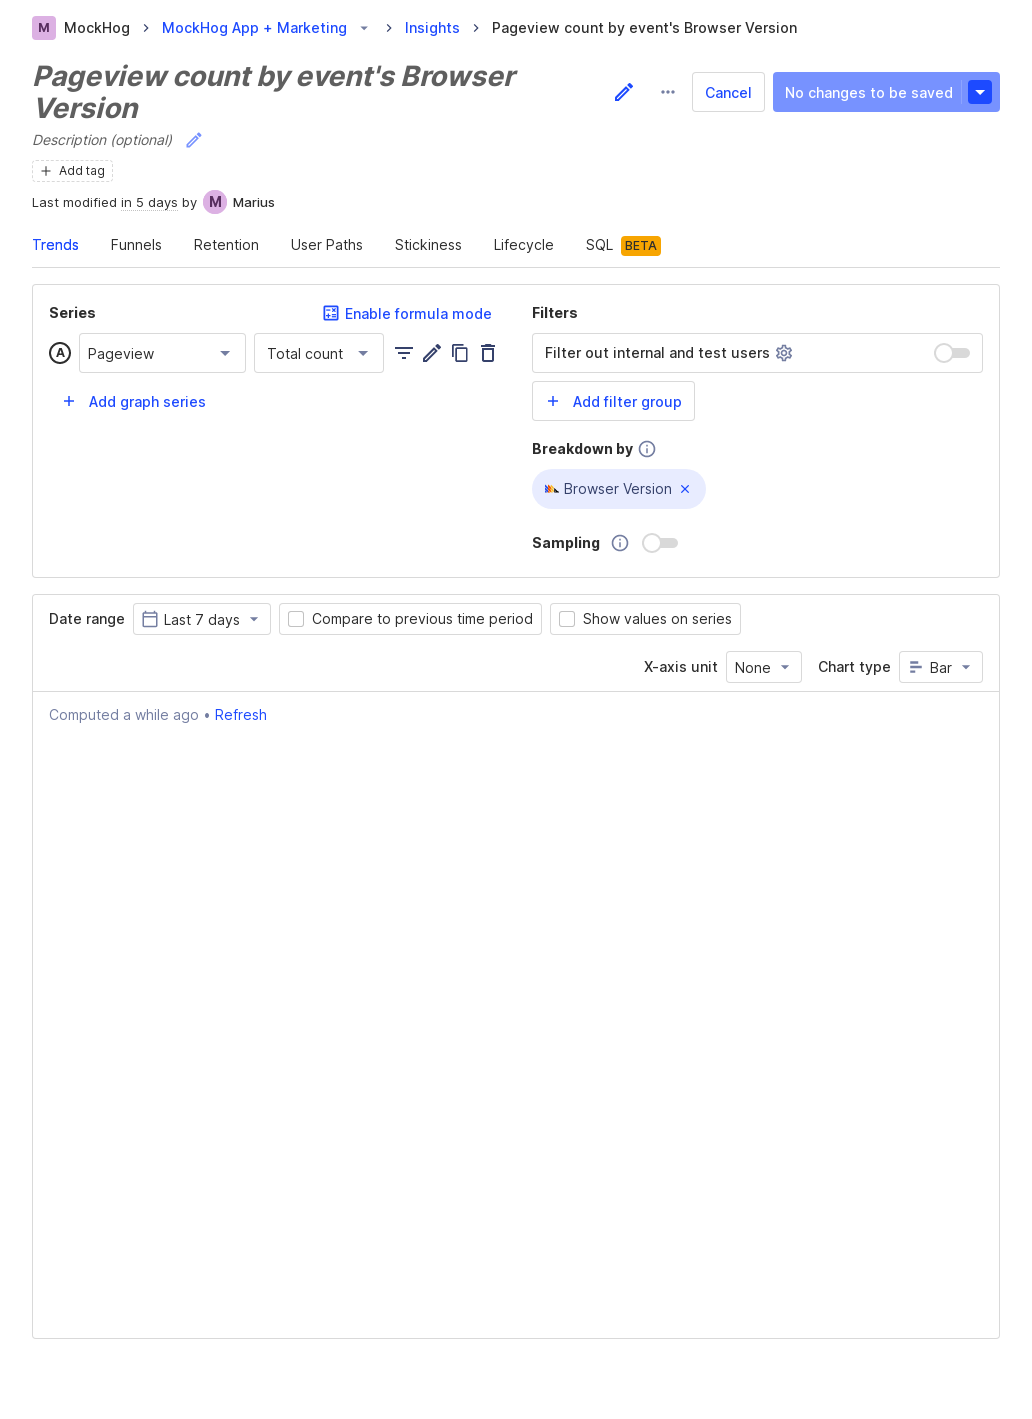 M MockHog MockHog App + Marketing Insights Pageview count by event's Browser Version
Pageview count by event's Browser
Version
No changes to be saved
Cancel
Description (optional)
Add tag
Last modified in 5 days by M Marius
Trends Funnels Retention User Paths Stickiness Lifecycle SQL BETA
Series Enable formula mode
A Pageview Total count
Add graph series
Filters
Filter out internal and test users
Add filter group
Breakdown by
Browser Version
Sampling
Date range Last 7 days Compare to previous time period Show values on series
X-axis unit None Chart type Bar
Computed a while ago • Refresh